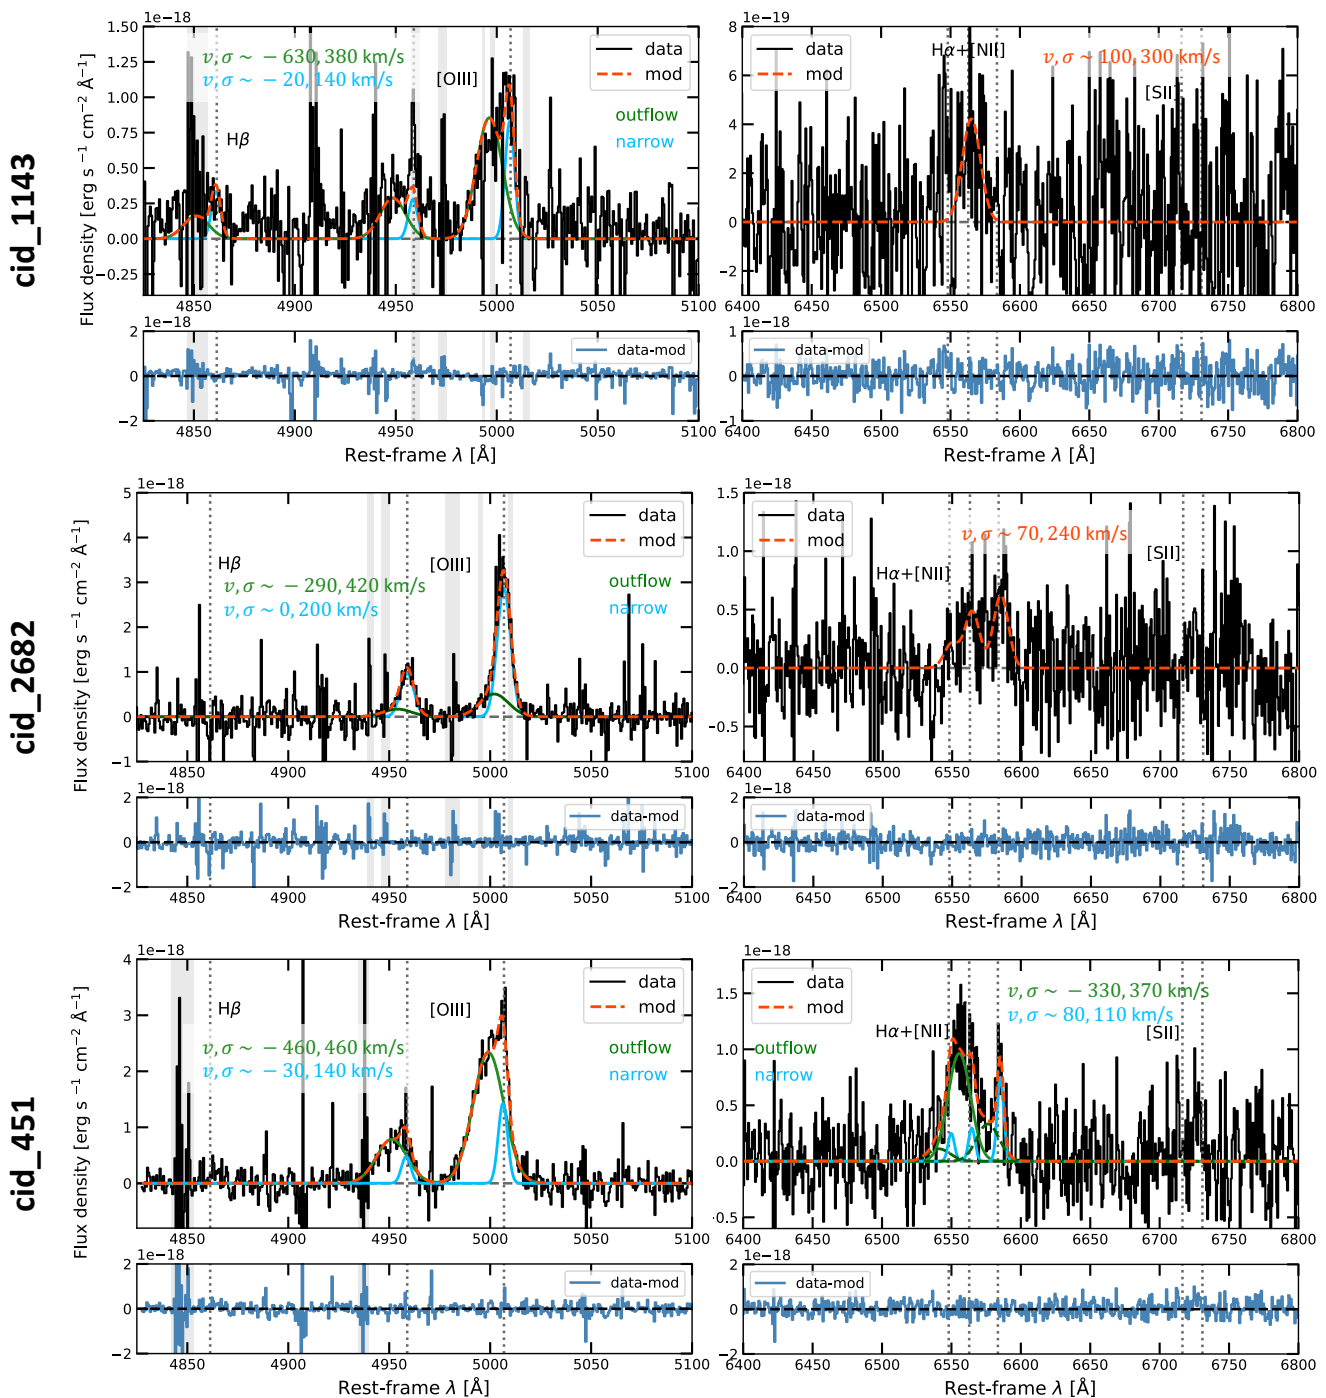 cid_1143
1e−18
Flux density [erg s⁻¹ cm⁻² Å⁻¹]
1.50
1.25
1.00
0.75
0.50
0.25
0.00
−0.25
v, σ ~ − 630, 380 km/s
v, σ ~ − 20, 140 km/s
Hβ
[OIII]
data
mod
outflow
narrow
4850 4900 4950 5000 5050 5100
1e−18
2
0
−2
data-mod
4850 4900 4950 5000 5050 5100
Rest-frame λ [Å]
1e−19
8
6
4
2
0
−2
data
mod
Hα+[NII]
v, σ ~ 100, 300 km/s
[SII]
6400 6450 6500 6550 6600 6650 6700 6750 6800
1e−18
1
0
−1
data-mod
6400 6450 6500 6550 6600 6650 6700 6750 6800
Rest-frame λ [Å]
cid_2682
1e−18
Flux density [erg s⁻¹ cm⁻² Å⁻¹]
5
4
3
2
1
0
−1
Hβ
v, σ ~ − 290, 420 km/s
v, σ ~ 0, 200 km/s
[OIII]
data
mod
outflow
narrow
4850 4900 4950 5000 5050 5100
1e−18
2
0
−2
data-mod
4850 4900 4950 5000 5050 5100
Rest-frame λ [Å]
1e−18
1.5
1.0
0.5
0.0
−0.5
data
mod
v, σ ~ 70, 240 km/s
Hα+[NII]
[SII]
6400 6450 6500 6550 6600 6650 6700 6750 6800
1e−18
2
0
−2
data-mod
6400 6450 6500 6550 6600 6650 6700 6750 6800
Rest-frame λ [Å]
cid_451
1e−18
Flux density [erg s⁻¹ cm⁻² Å⁻¹]
4
3
2
1
0
Hβ
v, σ ~ − 460, 460 km/s
v, σ ~ − 30, 140 km/s
[OIII]
data
mod
outflow
narrow
4850 4900 4950 5000 5050 5100
1e−18
2
0
−2
data-mod
4850 4900 4950 5000 5050 5100
Rest-frame λ [Å]
1e−18
1.5
1.0
0.5
0.0
-0.5
data
mod
v, σ ~ − 330, 370 km/s
v, σ ~ 80, 110 km/s
Hα+[NII]
[SII]
outflow
narrow
6400 6450 6500 6550 6600 6650 6700 6750 6800
1e−18
2
0
−2
data-mod
6400 6450 6500 6550 6600 6650 6700 6750 6800
Rest-frame λ [Å]